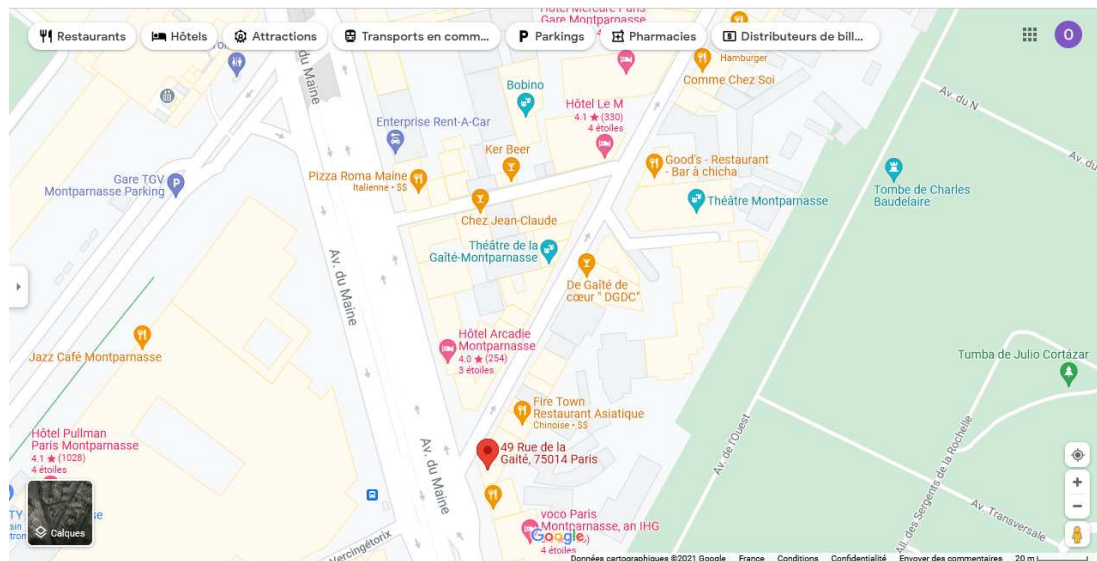 Hôtel Mercure Paris
Gare Montparnasse
Restaurants
Hôtels
Attractions
Transports en comm...
Parkings
Pharmacies
Distributeurs de bill...
O
Hamburger
Comme Chez Soi
Av. du Maine
Bobino
Hôtel Le M
4.1 ★ (330)
4 étoiles
Av. du N
Av. du
Enterprise Rent-A-Car
Ker Beer
Good's - Restaurant
- Bar à chicha
Gare TGV
Montparnasse Parking
Pizza Roma Maine
Italienne • $$
Tombe de Charles
Baudelaire
Théâtre Montparnasse
Chez Jean-Claude
Théâtre de la
Gaîté-Montparnasse
Av. du Maine
De Gaîté de
cœur " DGDC"
Hôtel Arcadie
Montparnasse
4.0 ★ (254)
3 étoiles
Jazz Café Montparnasse
Tumba de Julio Cortázar
Fire Town
Restaurant Asiatique
Chinoise • $$
Hôtel Pullman
Paris Montparnasse
4.1 ★ (1028)
4 étoiles
49 Rue de la
Gaité, 75014 Paris
Av. du Maine
Av. de l'Ouest
All. des Sergents de la Rochelle
Av. Transversale
Calques
voco Paris
Montparnasse, an IHG
4 étoiles
Google
Vercingétorix
Données cartographiques ©2021 Google France Conditions Confidentialité Envoyer des commentaires 20 m